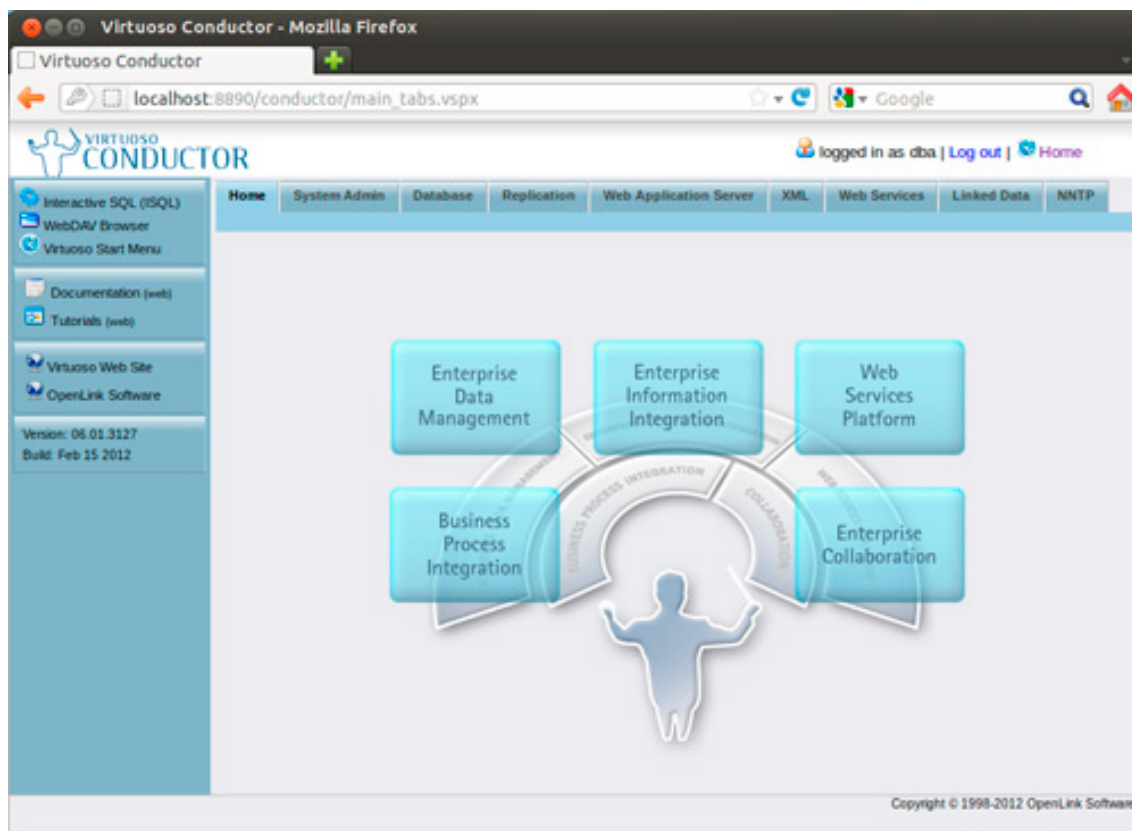 Virtuoso Conductor - Mozilla Firefox
Virtuoso Conductor
localhost:8890/conductor/main_tabs.vspx
Google
VIRTUOSO
CONDUCTOR
logged in as dba | Log out | Home
Interactive SQL (ISQL)
WebDAV Browser
Virtuoso Start Menu
Documentation (web)
Tutorials (web)
Virtuoso Web Site
OpenLink Software
Version: 06.01.3127
Build: Feb 15 2012
Home System Admin Database Replication Web Application Server XML Web Services Linked Data NNTP
Enterprise
Data
Management
Enterprise
Information
Integration
Web
Services
Platform
Business
Process
Integration
Enterprise
Collaboration
BUSINESS PROCESS INTEGRATION
COLLABORATION
Copyright © 1998-2012 OpenLink Software